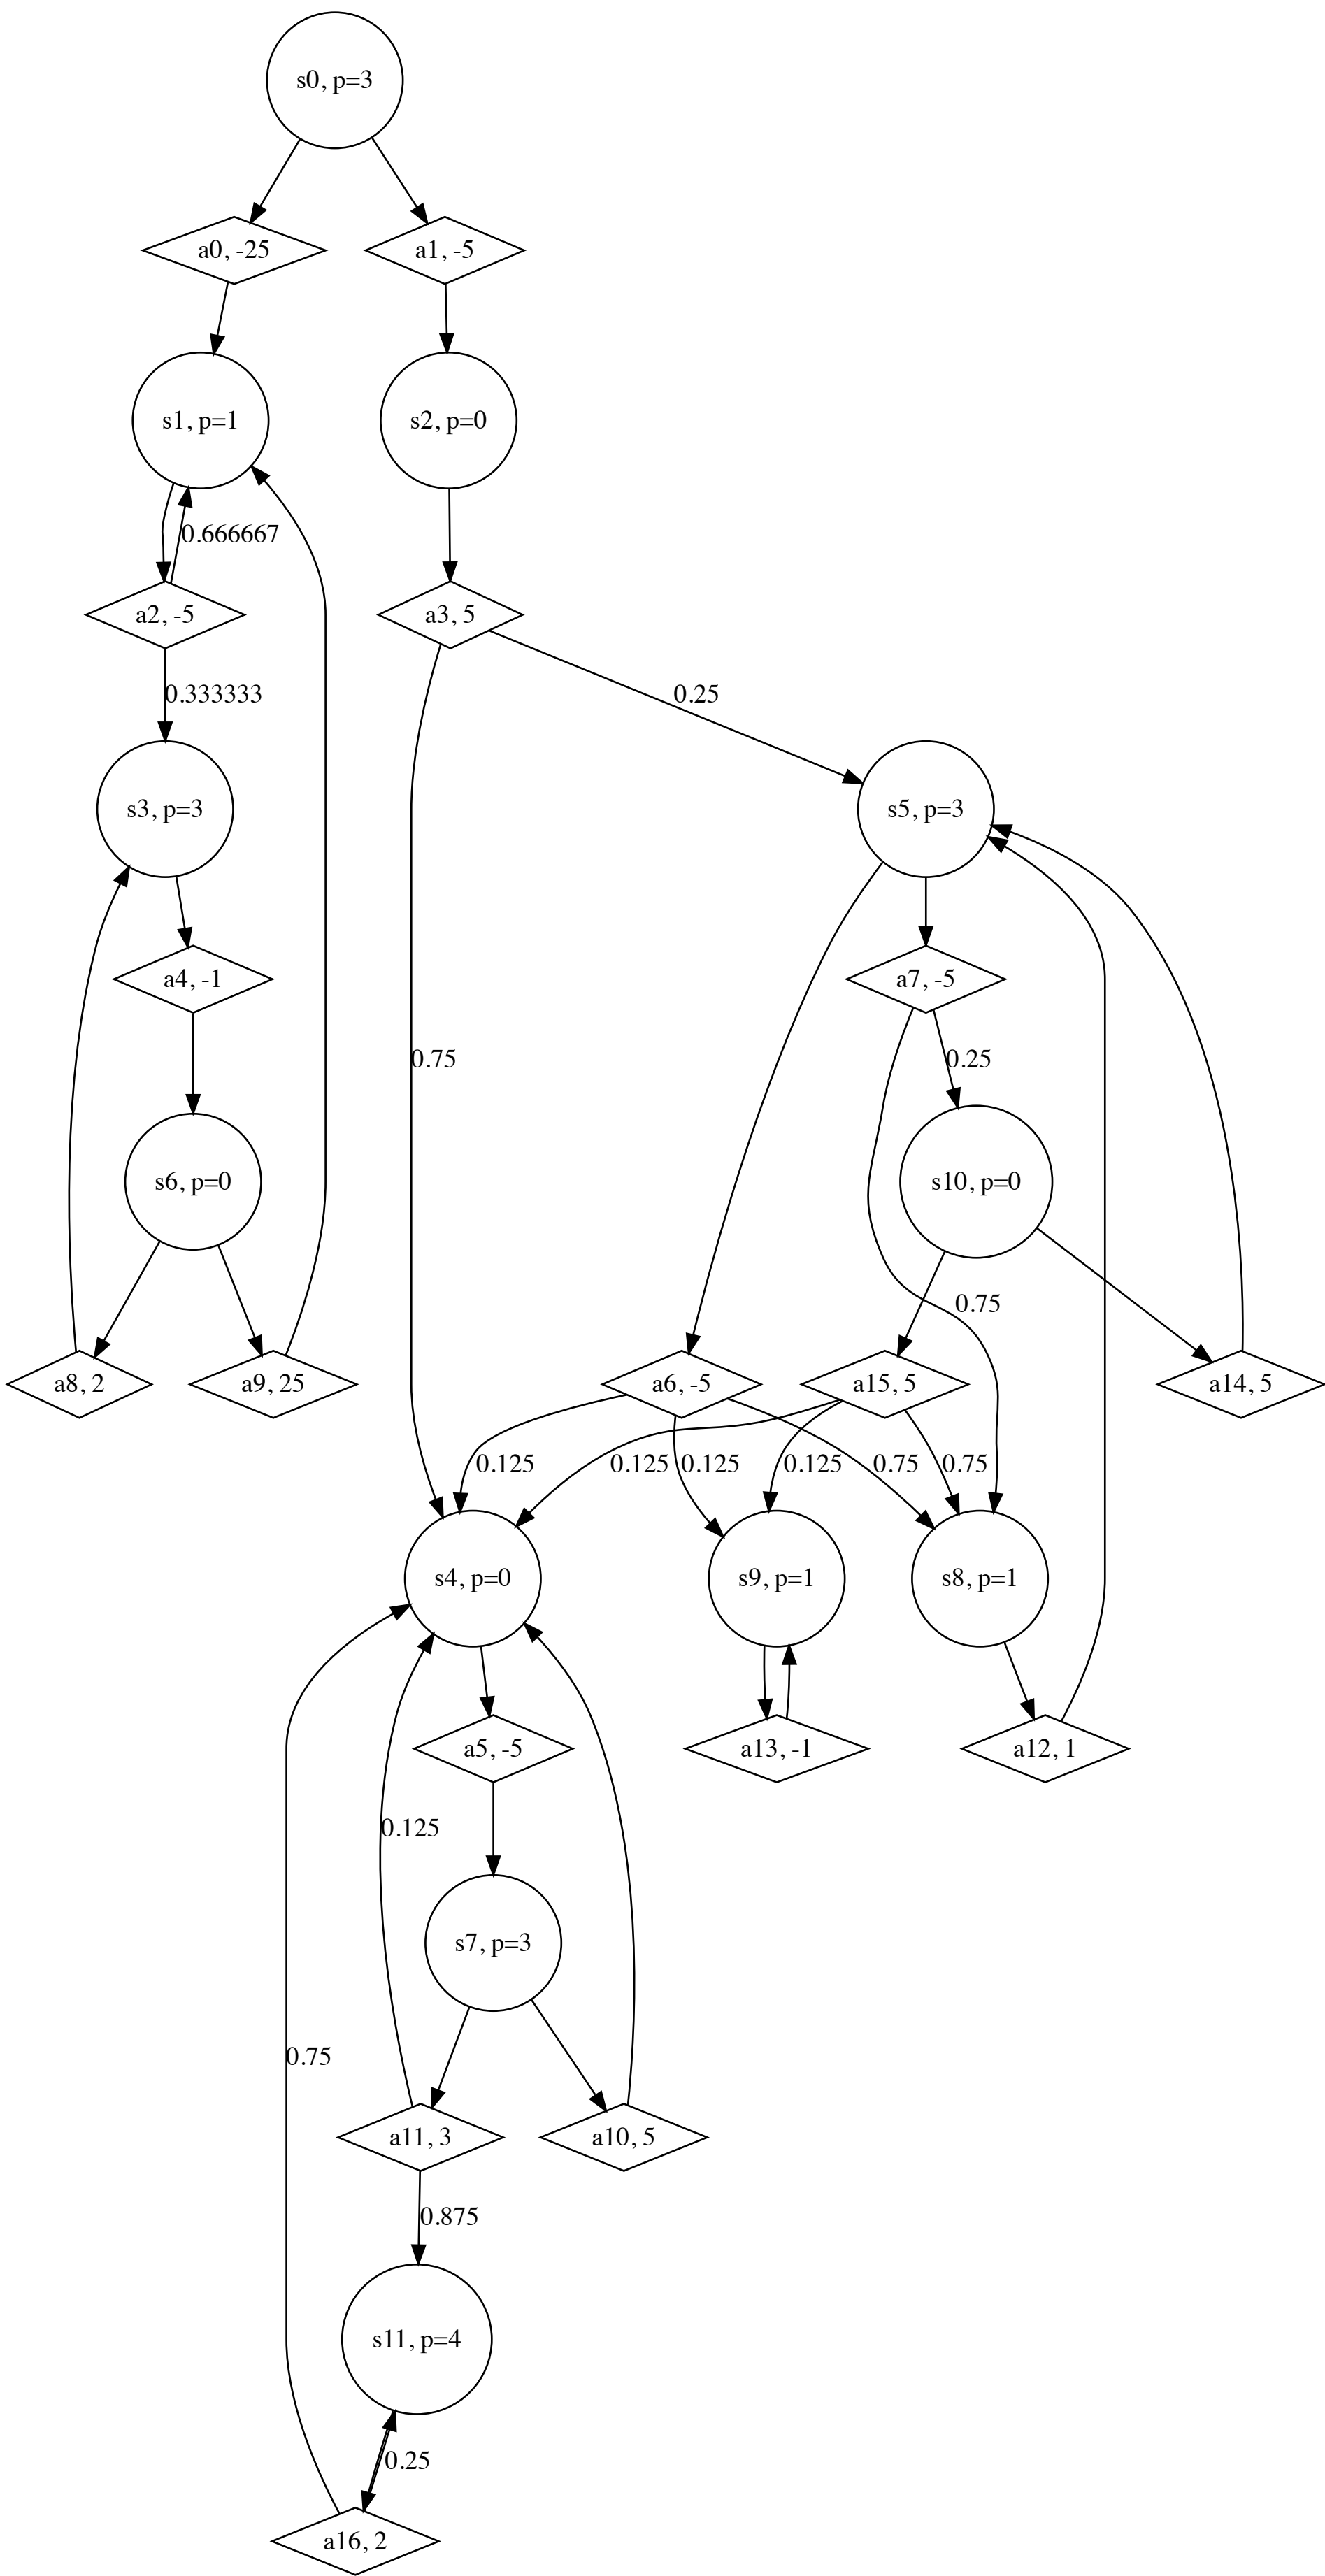 s0, p=3
a0, -25
a1, -5
s1, p=1
s2, p=0
0.666667
a2, -5
a3, 5
0.333333
0.25
s3, p=3
s5, p=3
a4, -1
a7, -5
0.75
0.25
s6, p=0
s10, p=0
0.75
a8, 2
a9, 25
a6, -5
a15, 5
a14, 5
0.125
0.125
0.125
0.125
0.75
0.75
s4, p=0
s9, p=1
s8, p=1
a5, -5
a13, -1
a12, 1
0.125
s7, p=3
0.75
a11, 3
a10, 5
0.875
s11, p=4
0.25
a16, 2